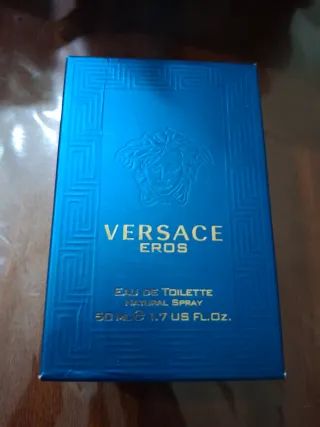 VERSACE
EROS
EAU DE TOILETTE
NATURAL SPRAY
50 ML ℮ 1.7 US FL.OZ.